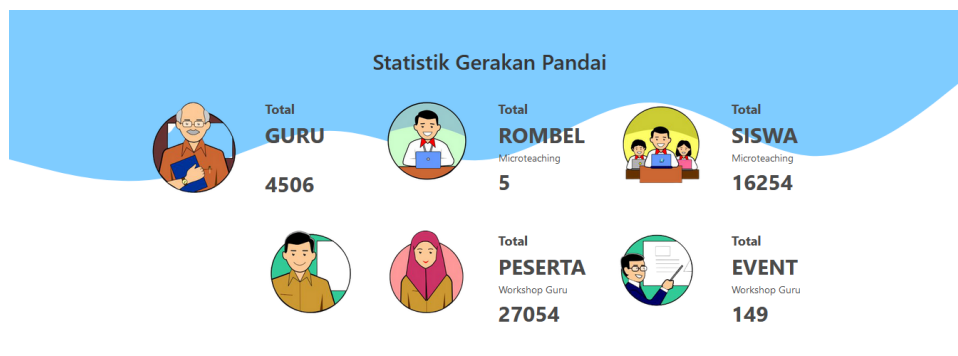 Statistik Gerakan Pandai
Total
GURU
4506
Total
ROMBEL
Microteaching
5
Total
SISWA
Microteaching
16254
Total
PESERTA
Workshop Guru
27054
Total
EVENT
Workshop Guru
149